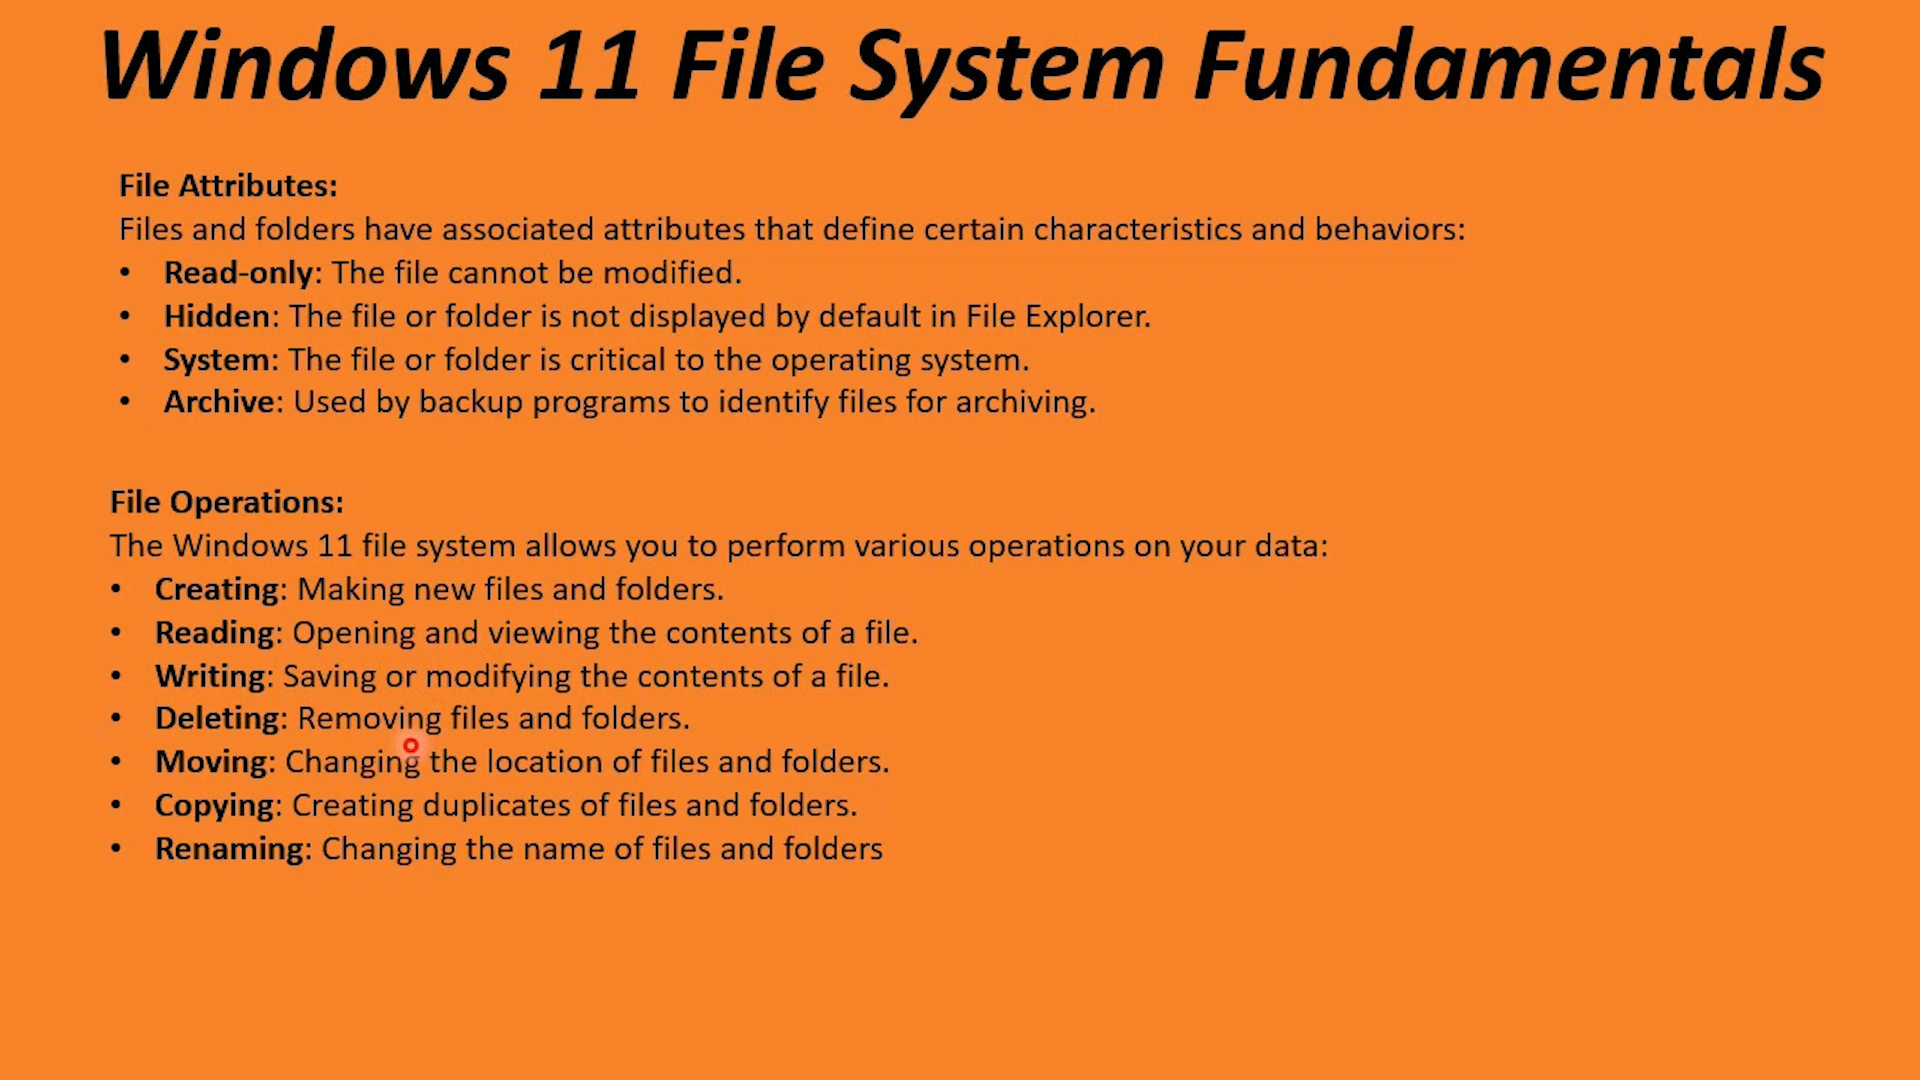 Windows 11 File System Fundamentals
File Attributes:
Files and folders have associated attributes that define certain characteristics and behaviors:
• Read-only: The file cannot be modified.
• Hidden: The file or folder is not displayed by default in File Explorer.
• System: The file or folder is critical to the operating system.
• Archive: Used by backup programs to identify files for archiving.
File Operations:
The Windows 11 file system allows you to perform various operations on your data:
• Creating: Making new files and folders.
• Reading: Opening and viewing the contents of a file.
• Writing: Saving or modifying the contents of a file.
• Deleting: Removing files and folders.
• Moving: Changing the location of files and folders.
• Copying: Creating duplicates of files and folders.
• Renaming: Changing the name of files and folders